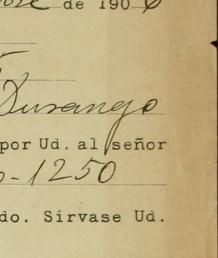 de 190
Durango
por Ud. al señor
-1250
do. Sírvase Ud.